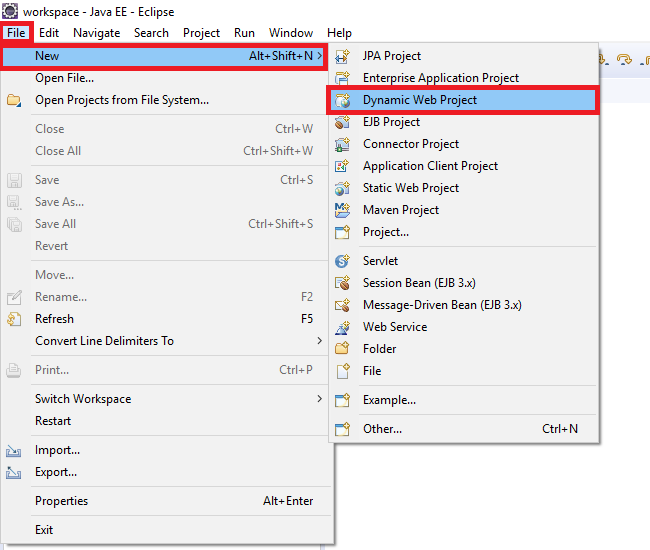 workspace - Java EE - Eclipse
File Edit Navigate Search Project Run Window Help
New Alt+Shift+N
Open File...
Open Projects from File System...
Close Ctrl+W
Close All Ctrl+Shift+W
Save Ctrl+S
Save As...
Save All Ctrl+Shift+S
Revert
Move...
Rename... F2
Refresh F5
Convert Line Delimiters To
Print... Ctrl+P
Switch Workspace
Restart
Import...
Export...
Properties Alt+Enter
Exit
JPA Project
Enterprise Application Project
Dynamic Web Project
EJB Project
Connector Project
Application Client Project
Static Web Project
Maven Project
Project...
Servlet
Session Bean (EJB 3.x)
Message-Driven Bean (EJB 3.x)
Web Service
Folder
File
Example...
Other... Ctrl+N